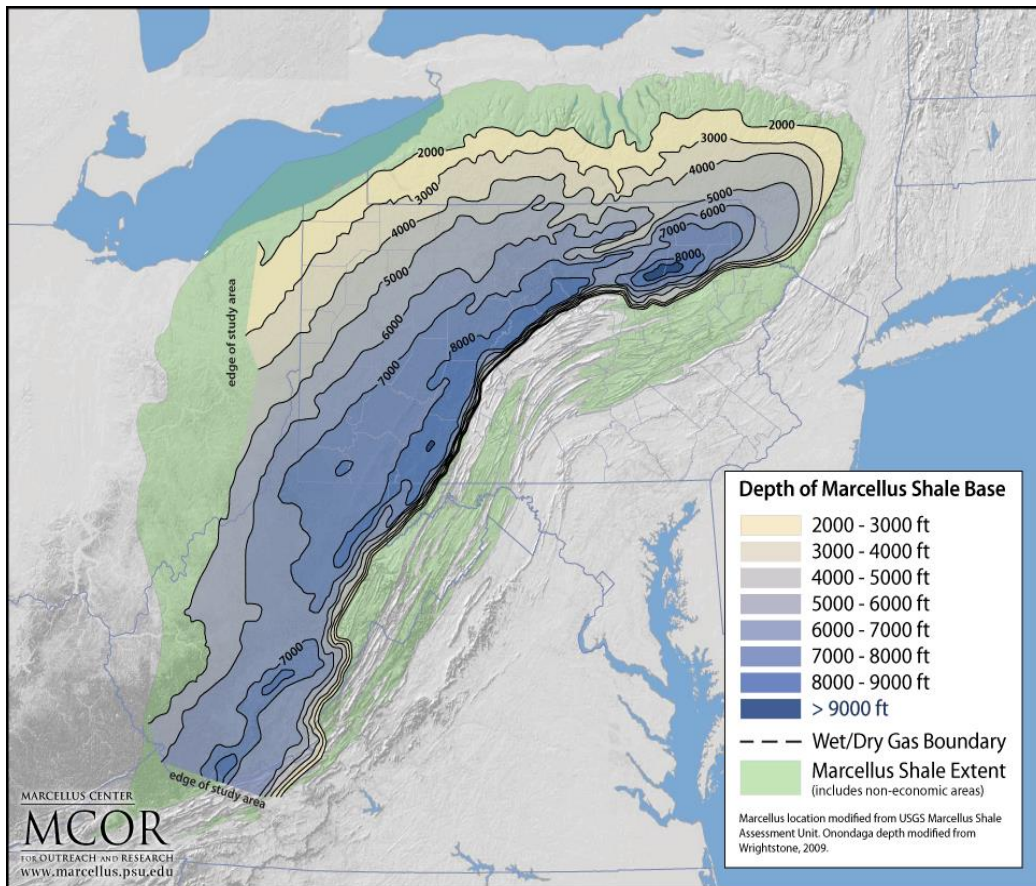 2000
3000
4000
5000
6000
7000
8000
2000
3000
4000
5000
6000
7000
8000
7000
edge of study area
edge of study area
Depth of Marcellus Shale Base
2000 - 3000 ft
3000 - 4000 ft
4000 - 5000 ft
5000 - 6000 ft
6000 - 7000 ft
7000 - 8000 ft
8000 - 9000 ft
> 9000 ft
Wet/Dry Gas Boundary
Marcellus Shale Extent
(includes non-economic areas)
Marcellus location modified from USGS Marcellus Shale
Assessment Unit. Onondaga depth modified from
Wrightstone, 2009.
MARCELLUS CENTER
MCOR
FOR OUTREACH AND RESEARCH
www.marcellus.psu.edu